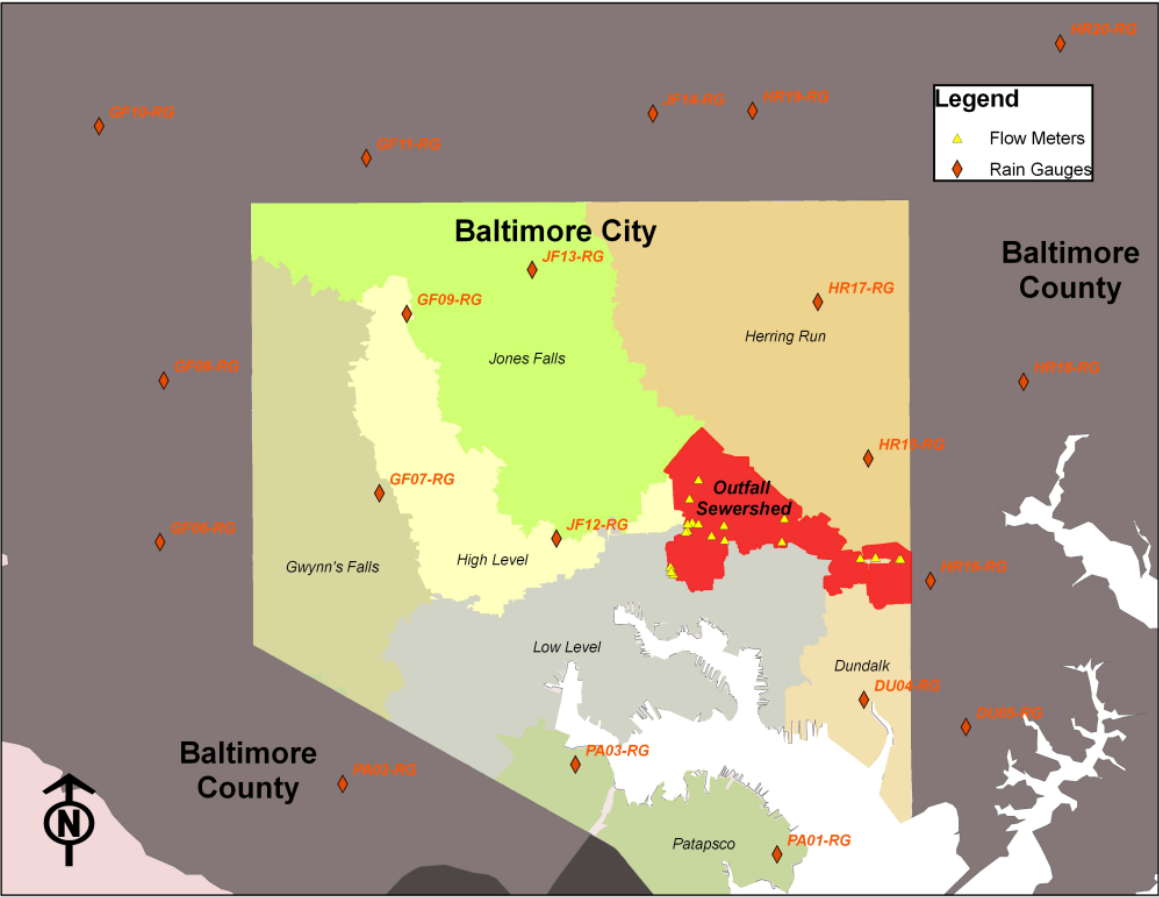 HR20-RG
Legend
Flow Meters
Rain Gauges
JF14-RG
HR19-RG
GF10-RG
GF11-RG
Baltimore City
Baltimore
County
JF13-RG
HR17-RG
GF09-RG
Herring Run
Jones Falls
GF08-RG
HR18-RG
HR15-RG
GF07-RG
Outfall
Sewershed
JF12-RG
GF06-RG
High Level
Gwynn's Falls
HR16-RG
Low Level
Dundalk
DU04-RG
DU05-RG
Baltimore
County
PA03-RG
PA02-RG
N
Patapsco
PA01-RG